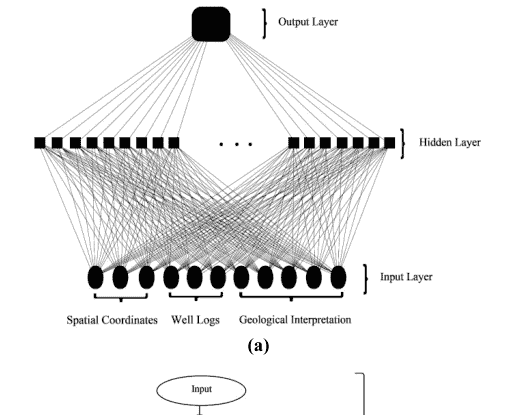 Output Layer
. . .
Hidden Layer
Input Layer
Spatial Coordinates Well Logs Geological Interpretation
(a)
Input